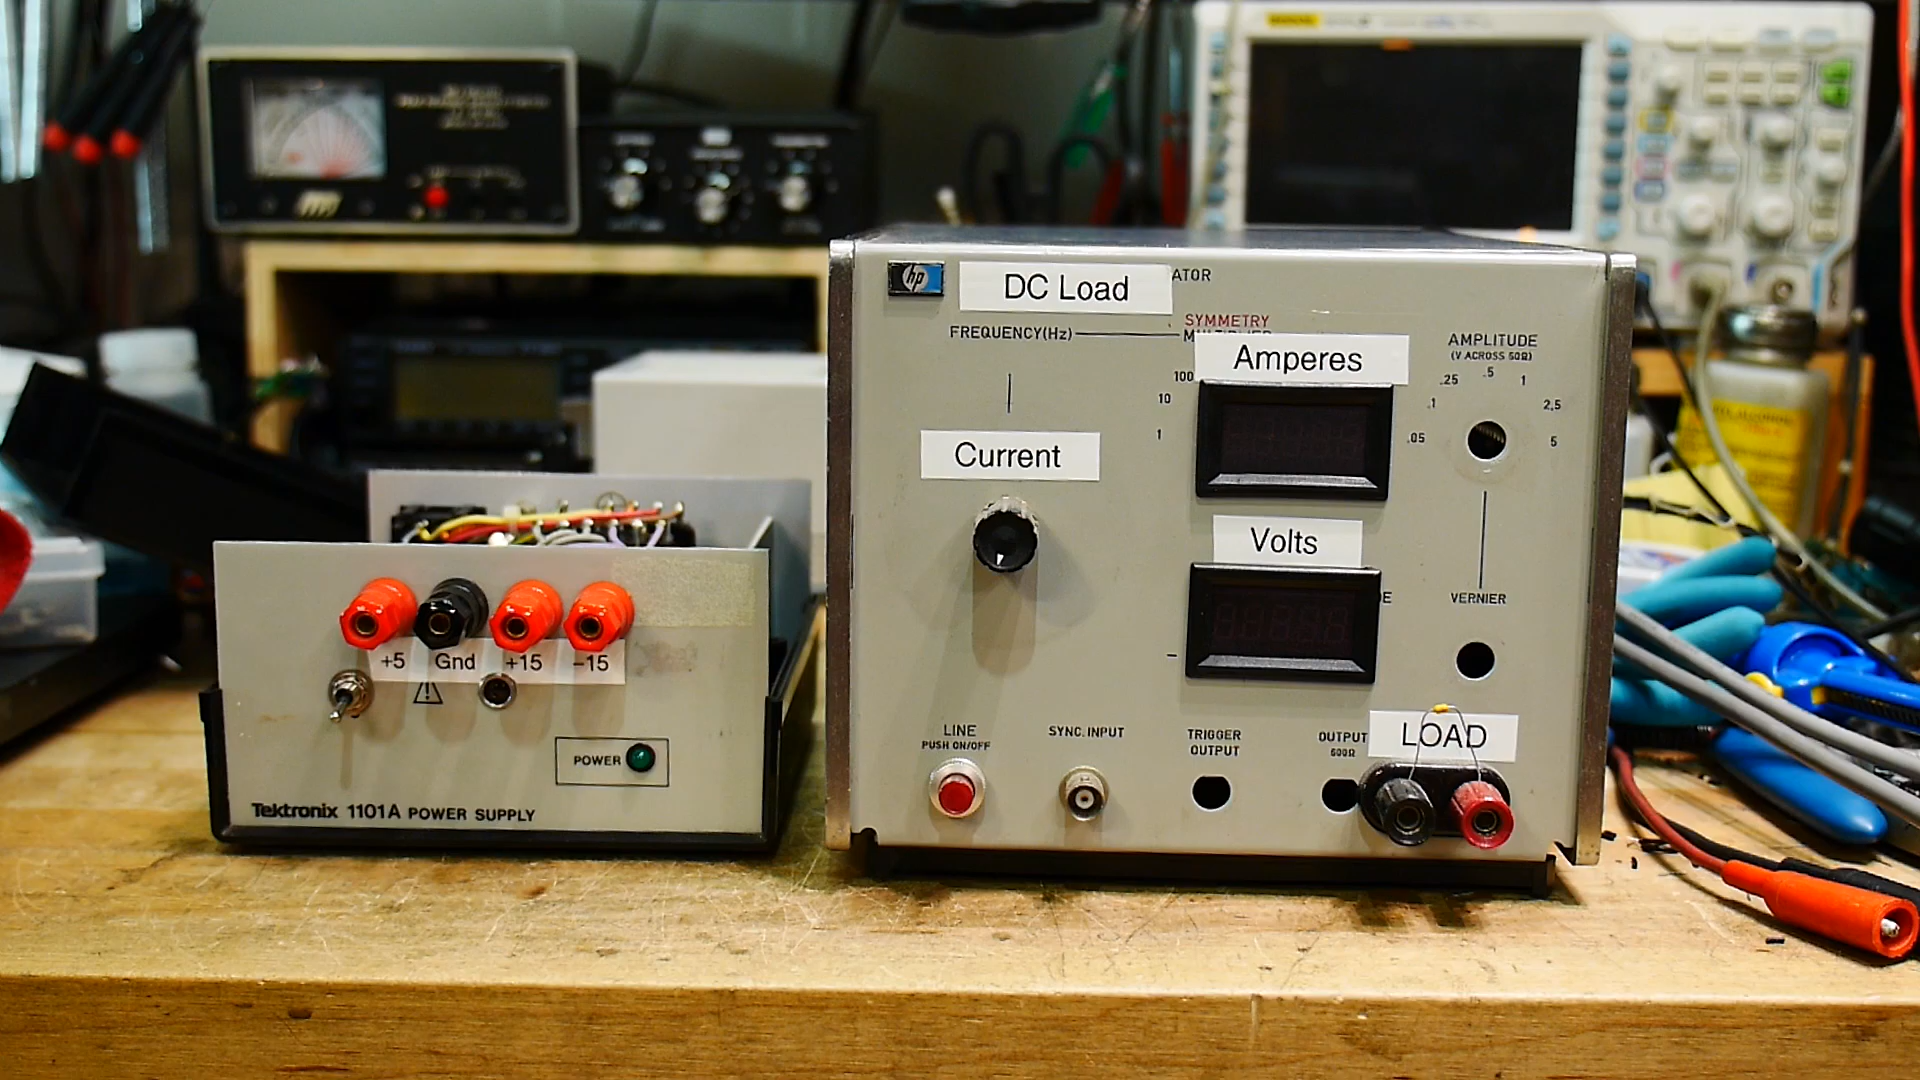 hp
DC Load
ATOR
FREQUENCY(Hz)
SYMMETRY
Amperes
100
10
1
AMPLITUDE
(V ACROSS 50Ω)
.05
.1
.25
.5
1
2.5
5
Current
Volts
VERNIER
LINE
PUSH ON/OFF
SYNC. INPUT
TRIGGER
OUTPUT
OUTPUT
600Ω
LOAD
+5 Gnd +15 -15
POWER
Tektronix 1101A POWER SUPPLY